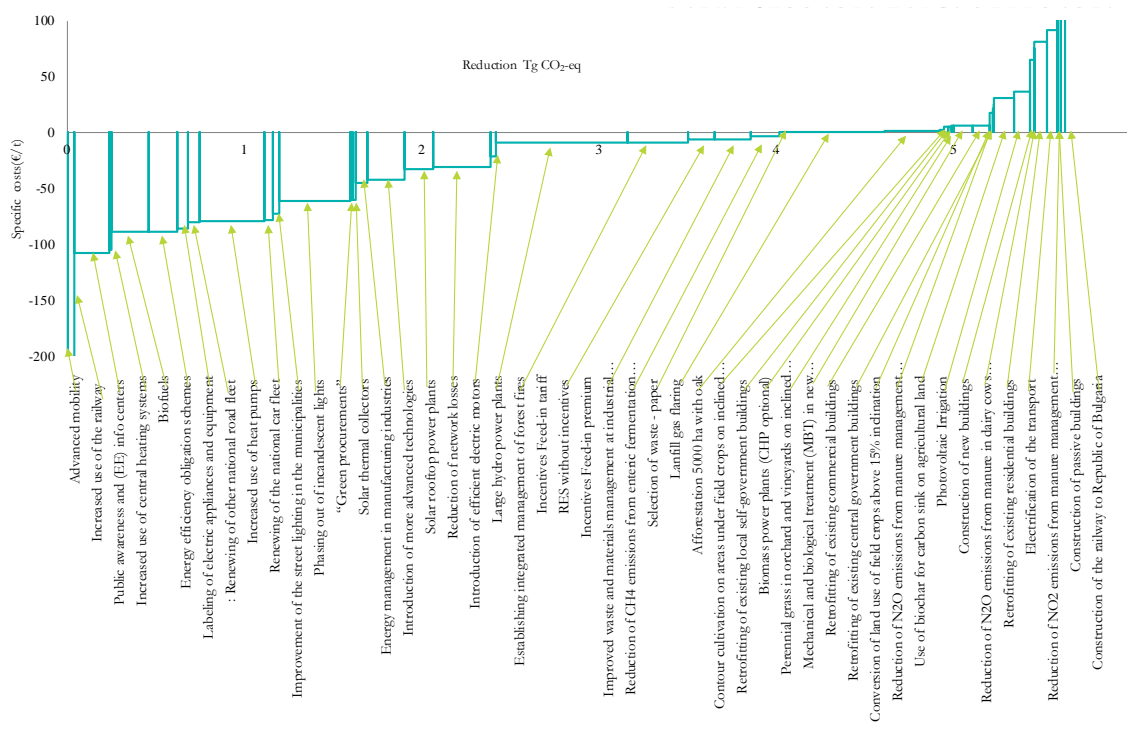 100
50
0
-50
-100
-150
-200
Specific costs(€/t)
Reduction Tg CO₂-eq
0
1
2
3
4
5
Advanced mobility
Increased use of the railway
Public awareness and (EE) info centers
Increased use of central heating systems
Biofuels
Energy efficiency obligation schemes
Labeling of electric appliances and equipment
: Renewing of other national road fleet
Increased use of heat pumps
Renewing of the national car fleet
Improvement of the street lighting in the municipalities
Phasing out of incandescent lights
“Green procurements”
Solar thermal collectors
Energy management in manufacturing industries
Introduction of more advanced technologies
Solar rooftop power plants
Reduction of network losses
Introduction of efficient electric motors
Large hydropower plants
Establishing integrated management of forest fires
Incentives Feed-in tariff
RES without incentives
Incentives Feed-in premium
Improved waste and materials management at industrial…
Reduction of CH4 emissions from enteric fermentation…
Selection of waste - paper
Lanfill gas flaring
Afforestation 5000 ha with oak
Contour cultivation on areas under field crops on inclined…
Retrofitting of existing local self-government buildings
Biomass power plants (CHP optional)
Perennial grass in orchard and vineyards on inclined…
Mechanical and biological treatment (MBT) in new…
Retrofitting of existing commercial buildings
Retrofitting of existing central government buildings
Conversion of land use of field crops above 15% inclination
Reduction of N2O emissions from manure management…
Use of biochar for carbon sink on agricultural land
Photovoltaic Irrigation
Construction of new buildings
Reduction of N2O emissions from manure in dairy cows…
Retrofitting of existing residential buildings
Electrification of the transport
Reduction of NO2 emissions from manure management…
Construction of passive buildings
Construction of the railway to Republic of Bulgaria